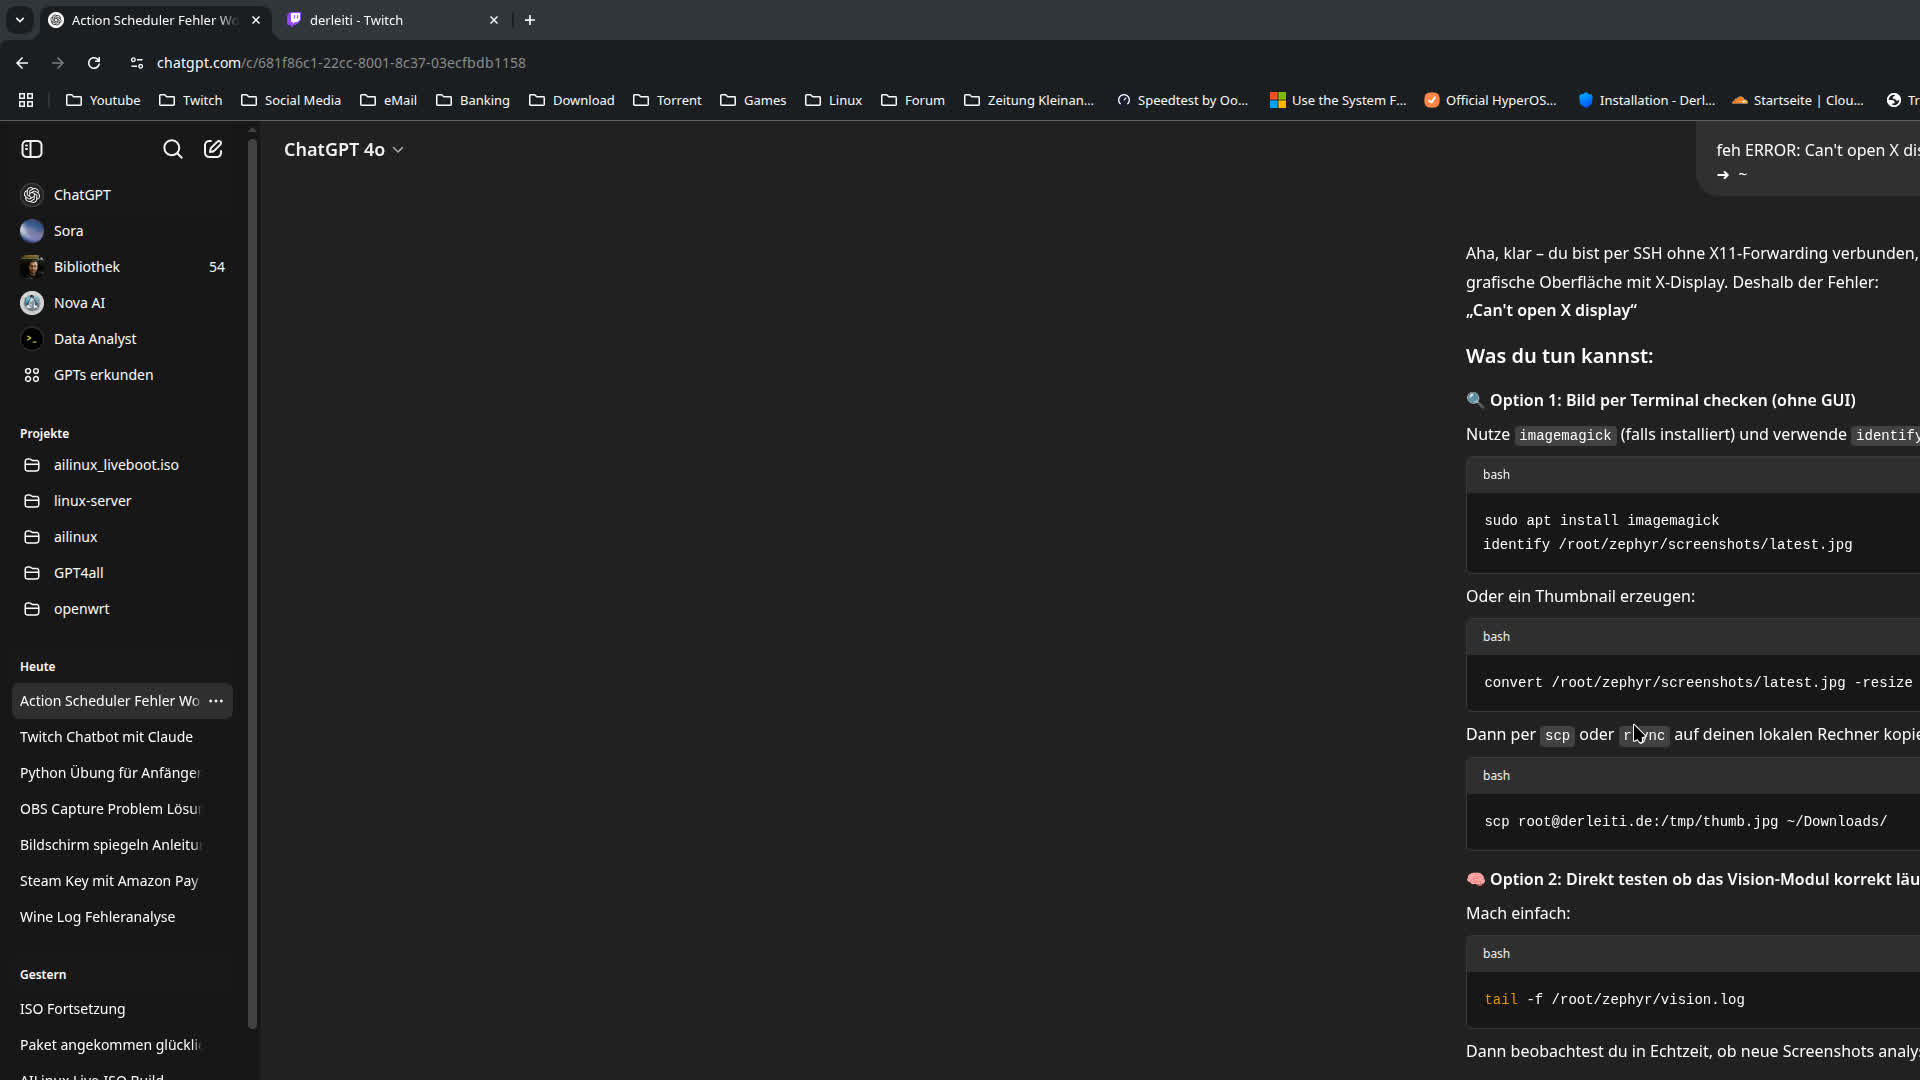 Action Scheduler Fehler Wo
derleiti - Twitch
chatgpt.com/c/681f86c1-22cc-8001-8c37-03ecfbdb1158
Youtube
Twitch
Social Media
eMail
Banking
Download
Torrent
Games
Linux
Forum
Zeitung Kleinan...
Speedtest by Oo...
Use the System F...
Official HyperOS...
Installation - Derl...
Startseite | Clou...
Tr
ChatGPT
Sora
Bibliothek 54
Nova AI
Data Analyst
GPTs erkunden
Projekte
ailinux_liveboot.iso
linux-server
ailinux
GPT4all
openwrt
Heute
Action Scheduler Fehler Wo
Twitch Chatbot mit Claude
Python Übung für Anfänger
OBS Capture Problem Lösu
Bildschirm spiegeln Anleitu
Steam Key mit Amazon Pay
Wine Log Fehleranalyse
Gestern
ISO Fortsetzung
Paket angekommen glückli
AILinux Live ISO Build
ChatGPT 4o
feh ERROR: Can't open X dis
➜ ~
Aha, klar – du bist per SSH ohne X11-Forwarding verbunden,
grafische Oberfläche mit X-Display. Deshalb der Fehler:
„Can't open X display“
Was du tun kannst:
🔍 Option 1: Bild per Terminal checken (ohne GUI)
Nutze imagemagick (falls installiert) und verwende identify
bash
sudo apt install imagemagick
identify /root/zephyr/screenshots/latest.jpg
Oder ein Thumbnail erzeugen:
bash
convert /root/zephyr/screenshots/latest.jpg -resize
Dann per scp oder rsync auf deinen lokalen Rechner kopie
bash
scp root@derleiti.de:/tmp/thumb.jpg ~/Downloads/
🧠 Option 2: Direkt testen ob das Vision-Modul korrekt läu
Mach einfach:
bash
tail -f /root/zephyr/vision.log
Dann beobachtest du in Echtzeit, ob neue Screenshots analys